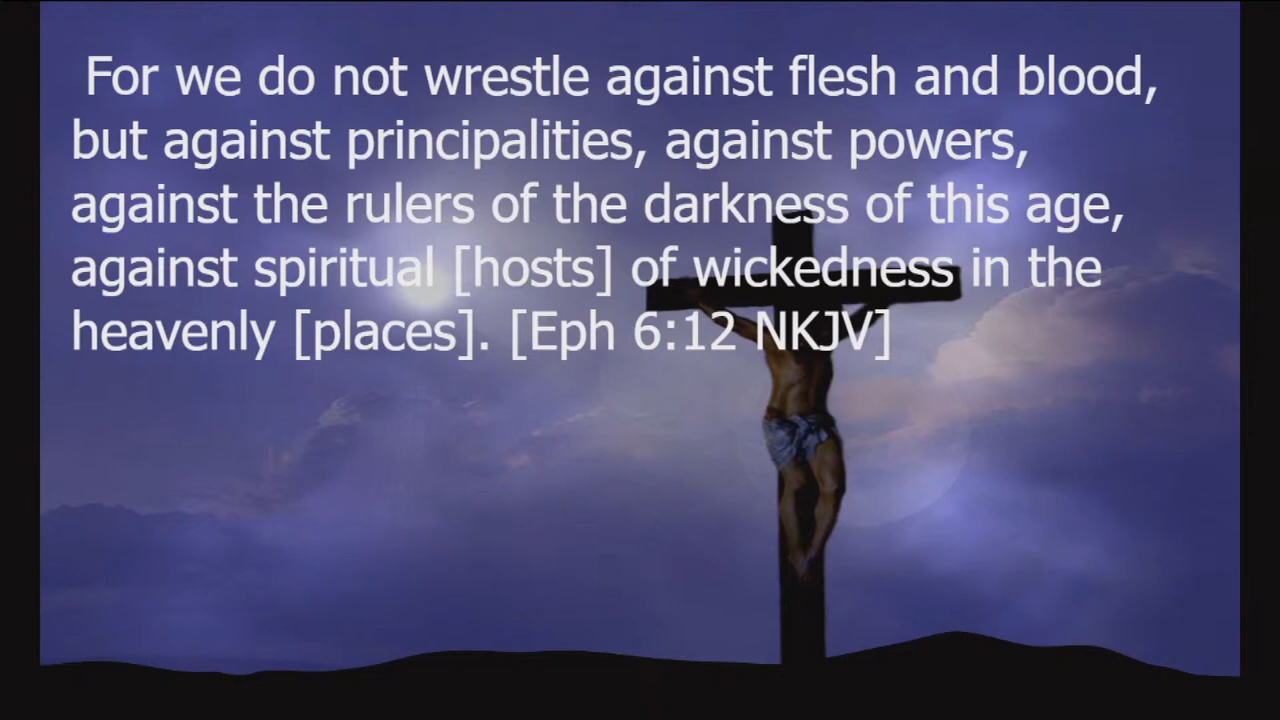 For we do not wrestle against flesh and blood,
but against principalities, against powers,
against the rulers of the darkness of this age,
against spiritual [hosts] of wickedness in the
heavenly [places]. [Eph 6:12 NKJV]